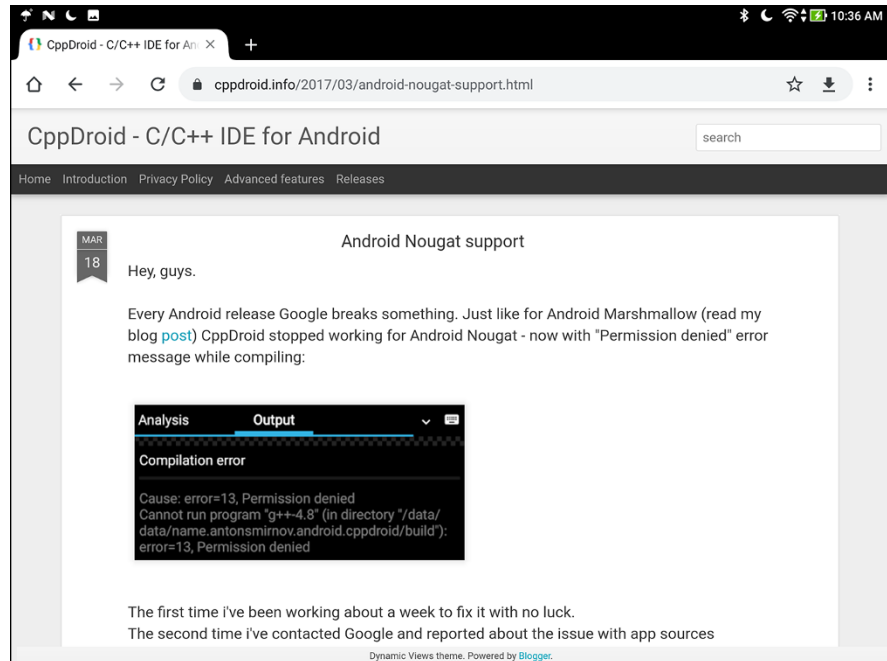 10:36 AM
CppDroid - C/C++ IDE for An
cppdroid.info/2017/03/android-nougat-support.html
CppDroid - C/C++ IDE for Android
search
Home Introduction Privacy Policy Advanced features Releases
MAR
18
Android Nougat support
Hey, guys.
Every Android release Google breaks something. Just like for Android Marshmallow (read my
blog post) CppDroid stopped working for Android Nougat - now with "Permission denied" error
message while compiling:
Analysis Output
Compilation error
Cause: error=13, Permission denied
Cannot run program "g++-4.8" (in directory "/data/
data/name.antonsmirnov.android.cppdroid/build"):
error=13, Permission denied
The first time i've been working about a week to fix it with no luck.
The second time i've contacted Google and reported about the issue with app sources
Dynamic Views theme. Powered by Blogger.